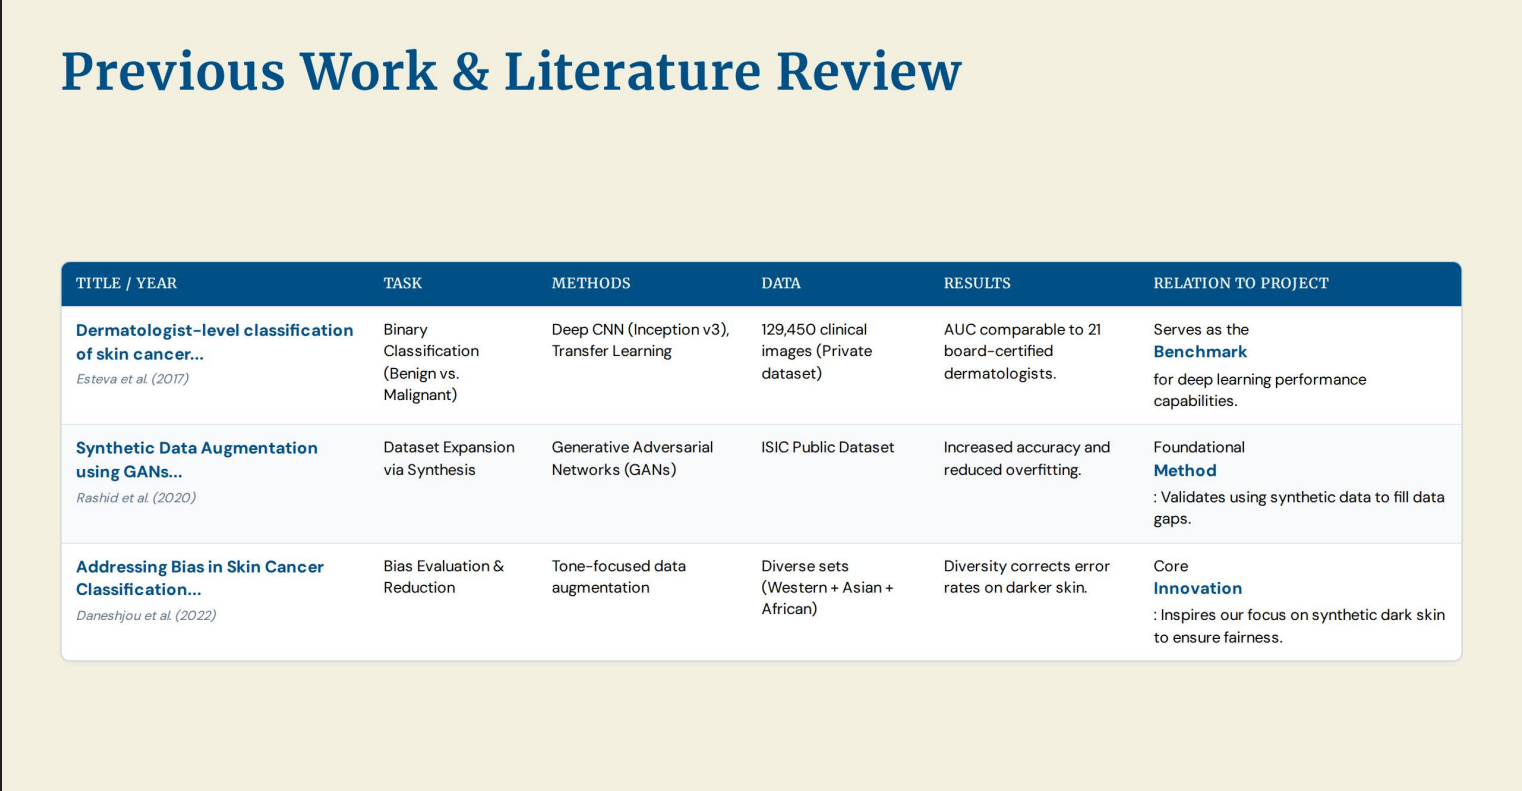 Previous Work & Literature Review
TITLE / YEAR
TASK
METHODS
DATA
RESULTS
RELATION TO PROJECT
Dermatologist-level classification
of skin cancer...
Esteva et al. (2017)
Binary
Classification
(Benign vs.
Malignant)
Deep CNN (Inception v3),
Transfer Learning
129,450 clinical
images (Private
dataset)
AUC comparable to 21
board-certified
dermatologists.
Serves as the
Benchmark
for deep learning performance
capabilities.
Synthetic Data Augmentation
using GANs...
Rashid et al. (2020)
Dataset Expansion
via Synthesis
Generative Adversarial
Networks (GANs)
ISIC Public Dataset
Increased accuracy and
reduced overfitting.
Foundational
Method
: Validates using synthetic data to fill data
gaps.
Addressing Bias in Skin Cancer
Classification...
Daneshjou et al. (2022)
Bias Evaluation &
Reduction
Tone-focused data
augmentation
Diverse sets
(Western + Asian +
African)
Diversity corrects error
rates on darker skin.
Core
Innovation
: Inspires our focus on synthetic dark skin
to ensure fairness.